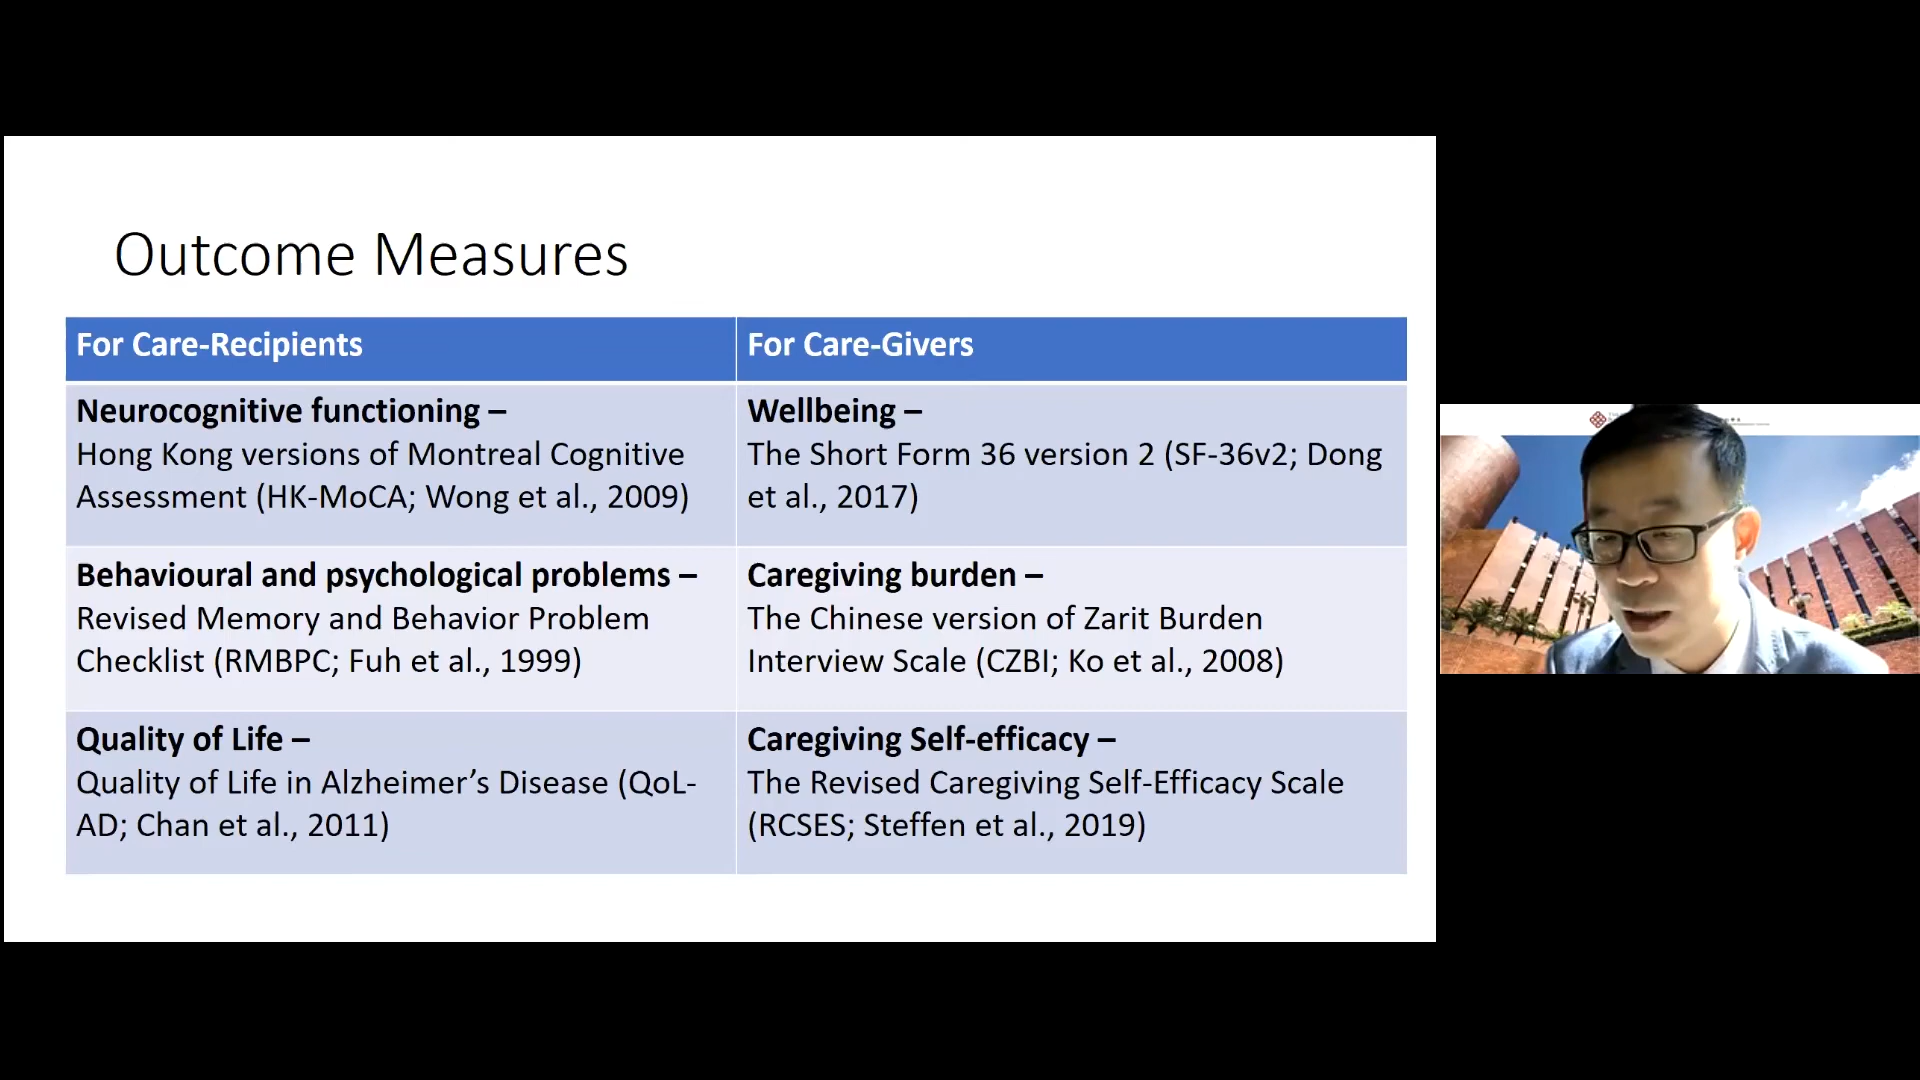 Outcome Measures
For Care-Recipients
For Care-Givers
Neurocognitive functioning –
Hong Kong versions of Montreal Cognitive
Assessment (HK-MoCA; Wong et al., 2009)
Wellbeing –
The Short Form 36 version 2 (SF-36v2; Dong
et al., 2017)
Behavioural and psychological problems –
Revised Memory and Behavior Problem
Checklist (RMBPC; Fuh et al., 1999)
Caregiving burden –
The Chinese version of Zarit Burden
Interview Scale (CZBI; Ko et al., 2008)
Quality of Life –
Quality of Life in Alzheimer’s Disease (QoL-
AD; Chan et al., 2011)
Caregiving Self-efficacy –
The Revised Caregiving Self-Efficacy Scale
(RCSES; Steffen et al., 2019)